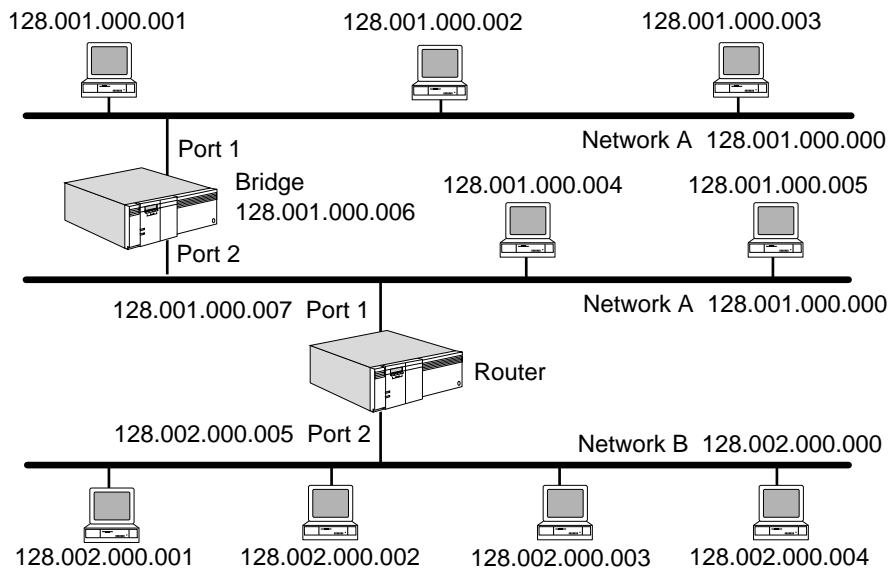 128.001.000.001 128.001.000.002 128.001.000.003
Port 1
Network A 128.001.000.000
Bridge
128.001.000.006
128.001.000.004 128.001.000.005
Port 2
128.001.000.007 Port 1
Network A 128.001.000.000
Router
128.002.000.005 Port 2
Network B 128.002.000.000
128.002.000.001 128.002.000.002 128.002.000.003 128.002.000.004